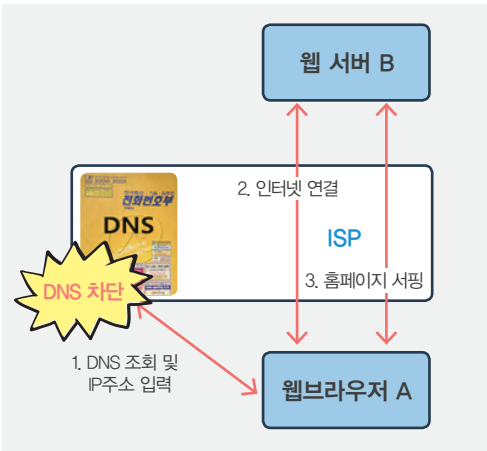 웹 서버 B
2. 인터넷 연결
전화번호부
DNS
ISP
3. 홈페이지 서핑
DNS 차단
1. DNS 조회 및
IP주소 입력
웹브라우저 A